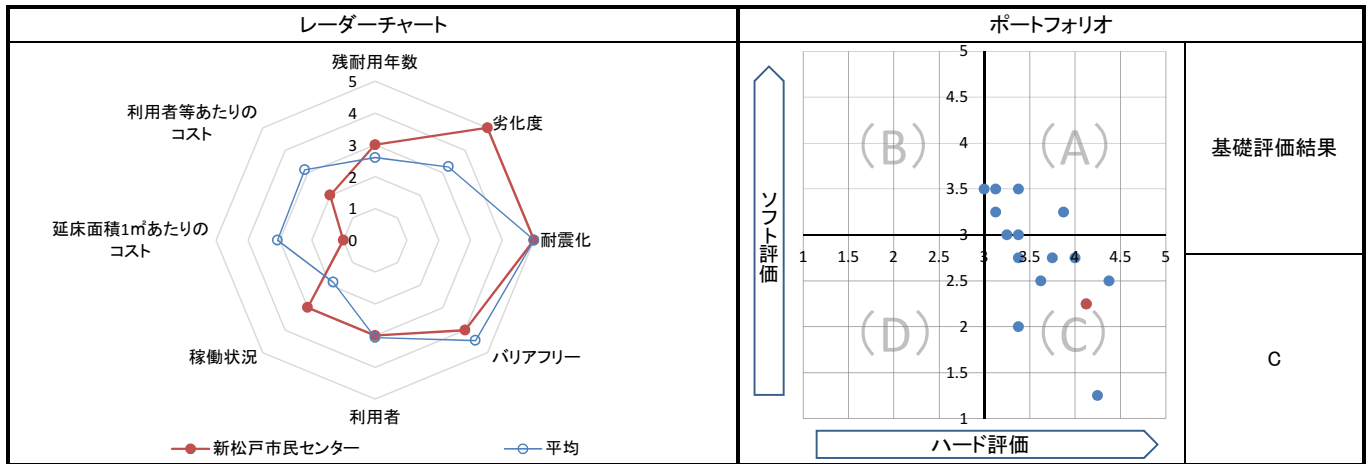 レーダーチャート
残耐用年数
劣化度
耐震化
バリアフリー
利用者
稼働状況
延床面積1㎡あたりの
コスト
利用者等あたりの
コスト
5
4
3
2
1
0
新松戸市民センター
平均
ポートフォリオ
5
4.5
4
3.5
3
2.5
2
1.5
1
1 1.5 2 2.5 3 3.5 4 4.5 5
(B)
(A)
(D)
(C)
ソフト評価
ハード評価
基礎評価結果
C